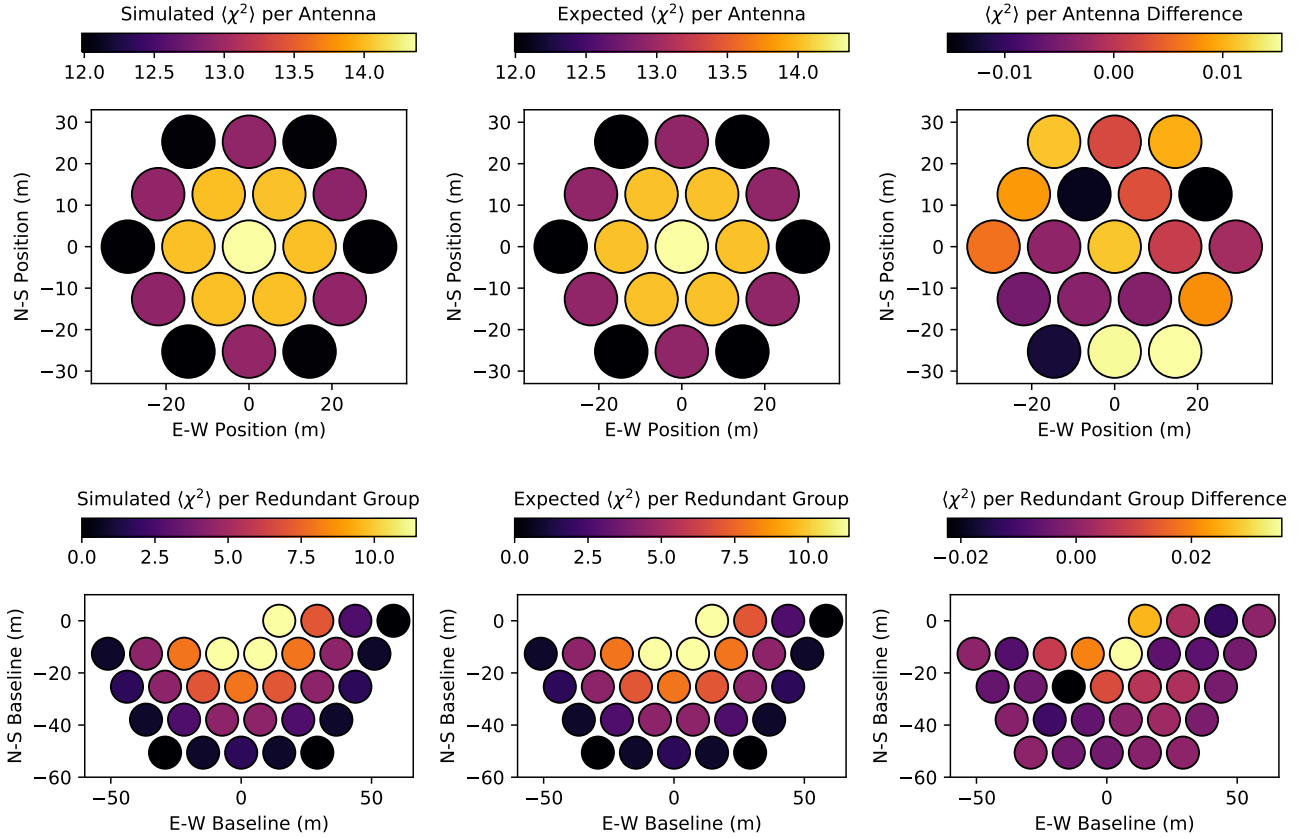 Simulated ⟨χ²⟩ per Antenna
12.0 12.5 13.0 13.5 14.0
30
20
10
0
−10
−20
−30
N-S Position (m)
−20 0 20
E-W Position (m)
Expected ⟨χ²⟩ per Antenna
12.0 12.5 13.0 13.5 14.0
30
20
10
0
−10
−20
−30
N-S Position (m)
−20 0 20
E-W Position (m)
⟨χ²⟩ per Antenna Difference
−0.01 0.00 0.01
30
20
10
0
−10
−20
−30
N-S Position (m)
−20 0 20
E-W Position (m)
Simulated ⟨χ²⟩ per Redundant Group
0.0 2.5 5.0 7.5 10.0
0
−20
−40
−60
N-S Baseline (m)
−50 0 50
E-W Baseline (m)
Expected ⟨χ²⟩ per Redundant Group
0.0 2.5 5.0 7.5 10.0
0
−20
−40
−60
N-S Baseline (m)
−50 0 50
E-W Baseline (m)
⟨χ²⟩ per Redundant Group Difference
−0.02 0.00 0.02
0
−20
−40
−60
N-S Baseline (m)
−50 0 50
E-W Baseline (m)